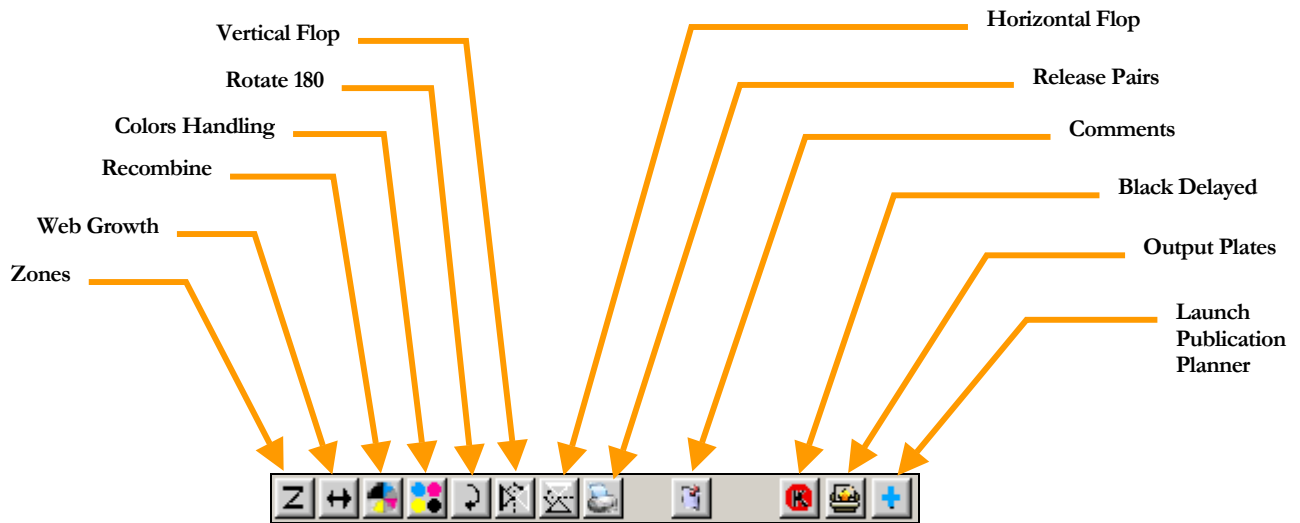 Vertical Flop
Rotate 180
Colors Handling
Recombine
Web Growth
Zones
Horizontal Flop
Release Pairs
Comments
Black Delayed
Output Plates
Launch
Publication
Planner
Z
K